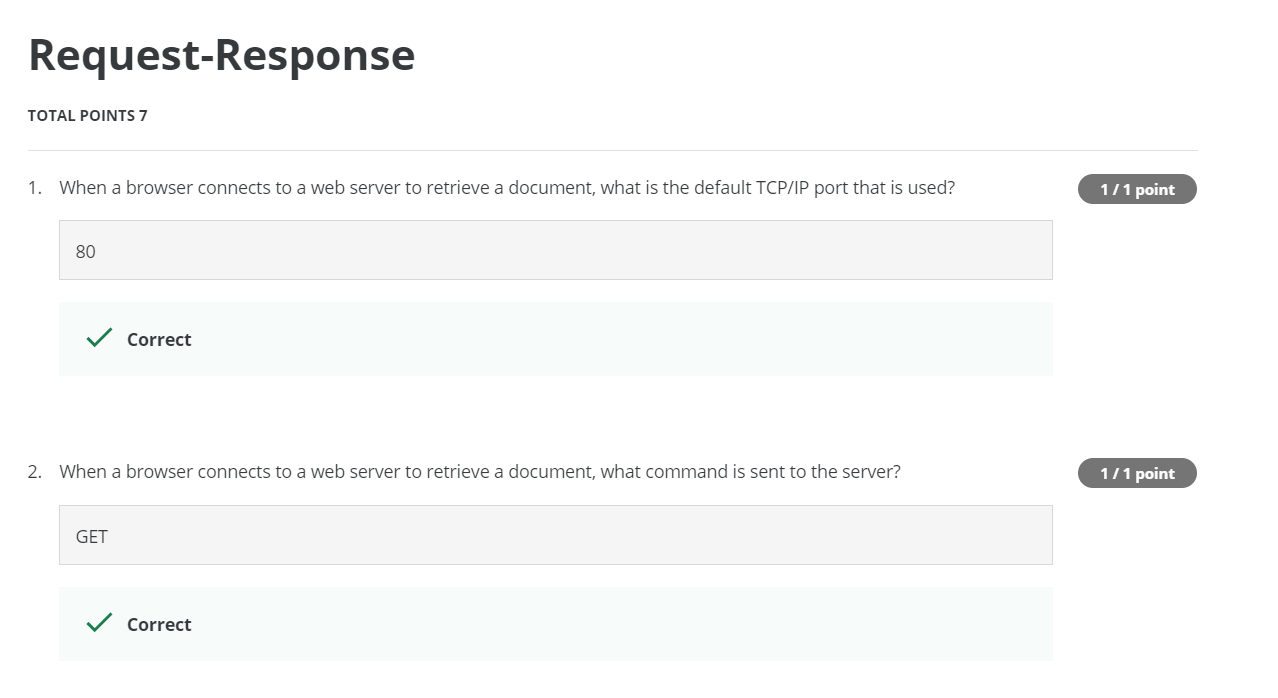 Request-Response
TOTAL POINTS 7
1. When a browser connects to a web server to retrieve a document, what is the default TCP/IP port that is used?
1 / 1 point
80
Correct
2. When a browser connects to a web server to retrieve a document, what command is sent to the server?
1 / 1 point
GET
Correct